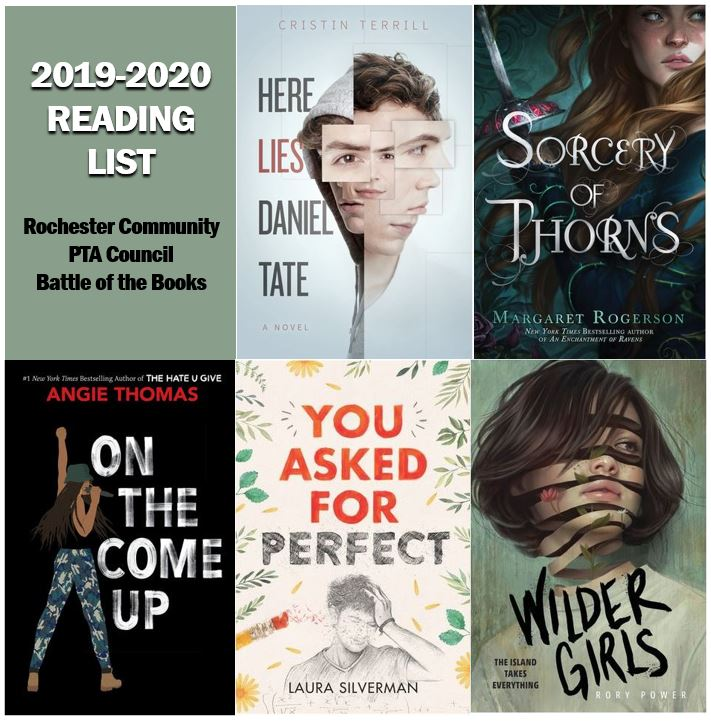 2019-2020
READING
LIST
Rochester Community
PTA Council
Battle of the Books
CRISTIN TERRILL
HERE
LIES
DANIEL
TATE
A NOVEL
SORCERY
OF
THORNS
MARGARET ROGERSON
NEW YORK TIMES BESTSELLING AUTHOR
OF AN ENCHANTMENT OF RAVENS
#1 New York Times Bestselling Author of THE HATE U GIVE
ANGIE THOMAS
ON
THE
COME
UP
YOU
ASKED
FOR
PERFECT
LAURA SILVERMAN
WILDER
GIRLS
THE ISLAND
TAKES
EVERYTHING
RORY POWER